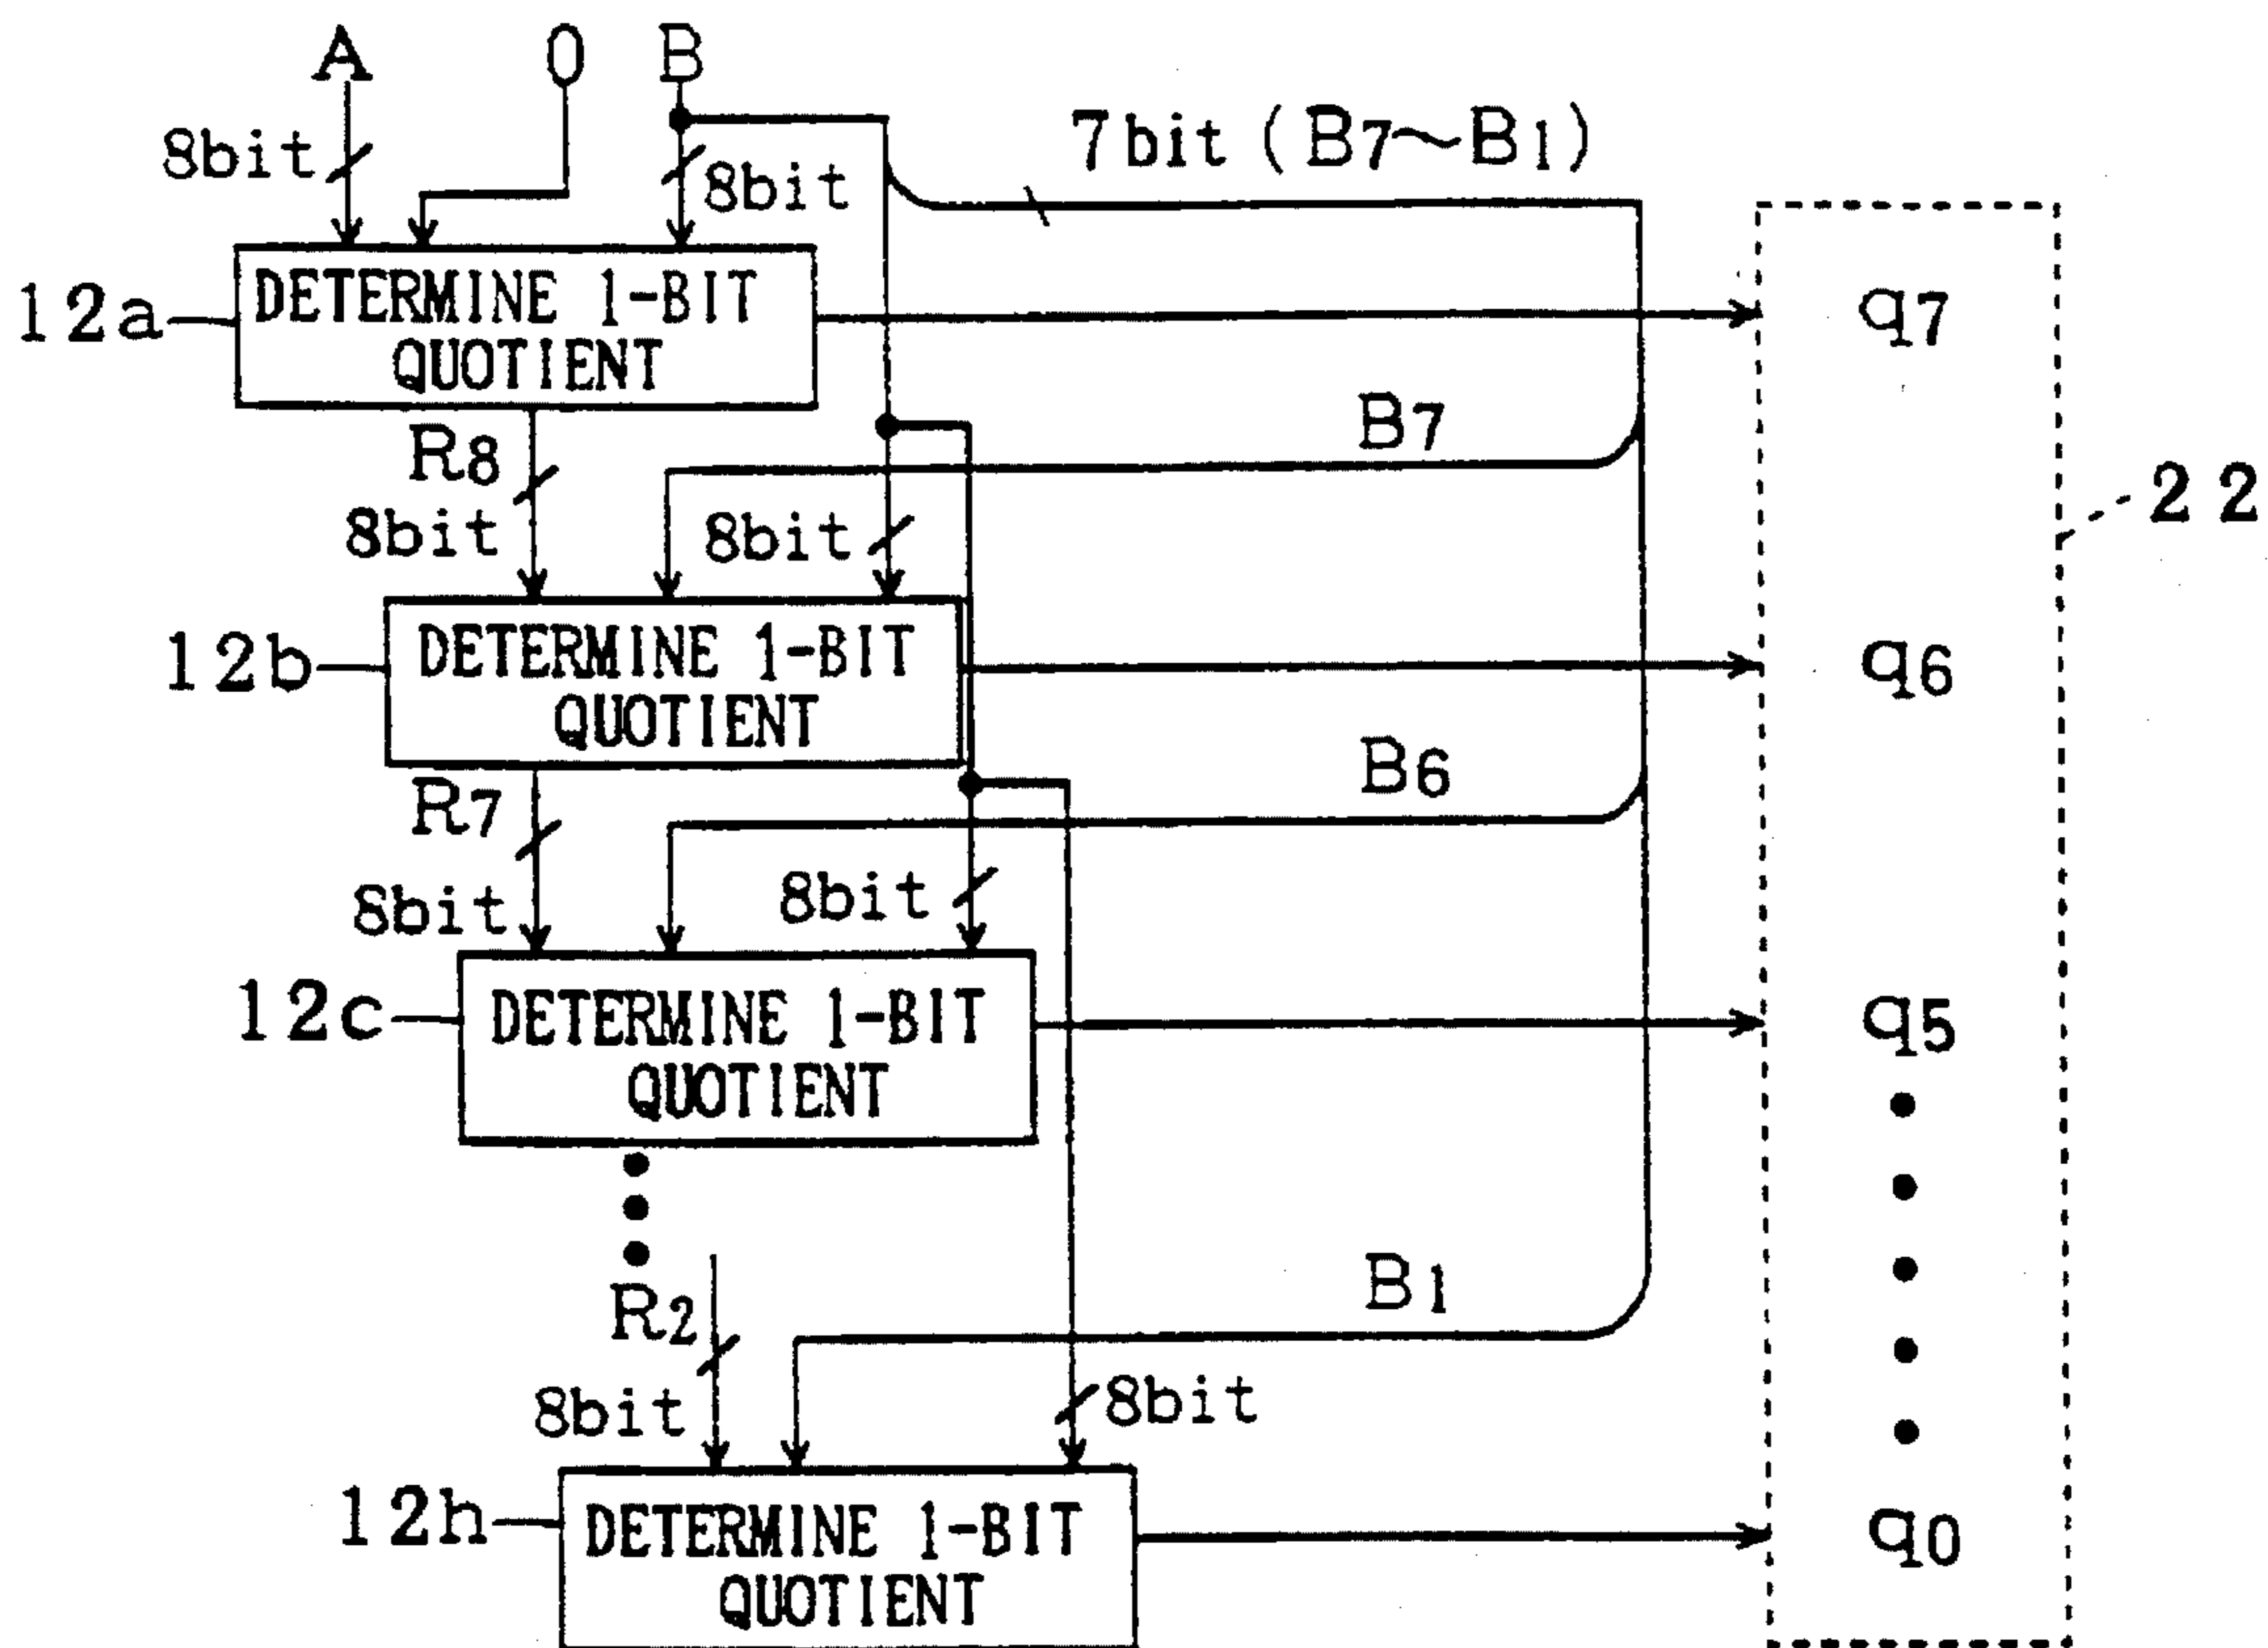 A 0 B
8bit 8bit 7bit (B7~B1)
12a DETERMINE 1-BIT
QUOTIENT
q7
R8
8bit 8bit B7
22
12b DETERMINE 1-BIT
QUOTIENT
q6
R7
8bit 8bit B6
12c DETERMINE 1-BIT
QUOTIENT
q5
R2
8bit 8bit B1
12h DETERMINE 1-BIT
QUOTIENT
q0